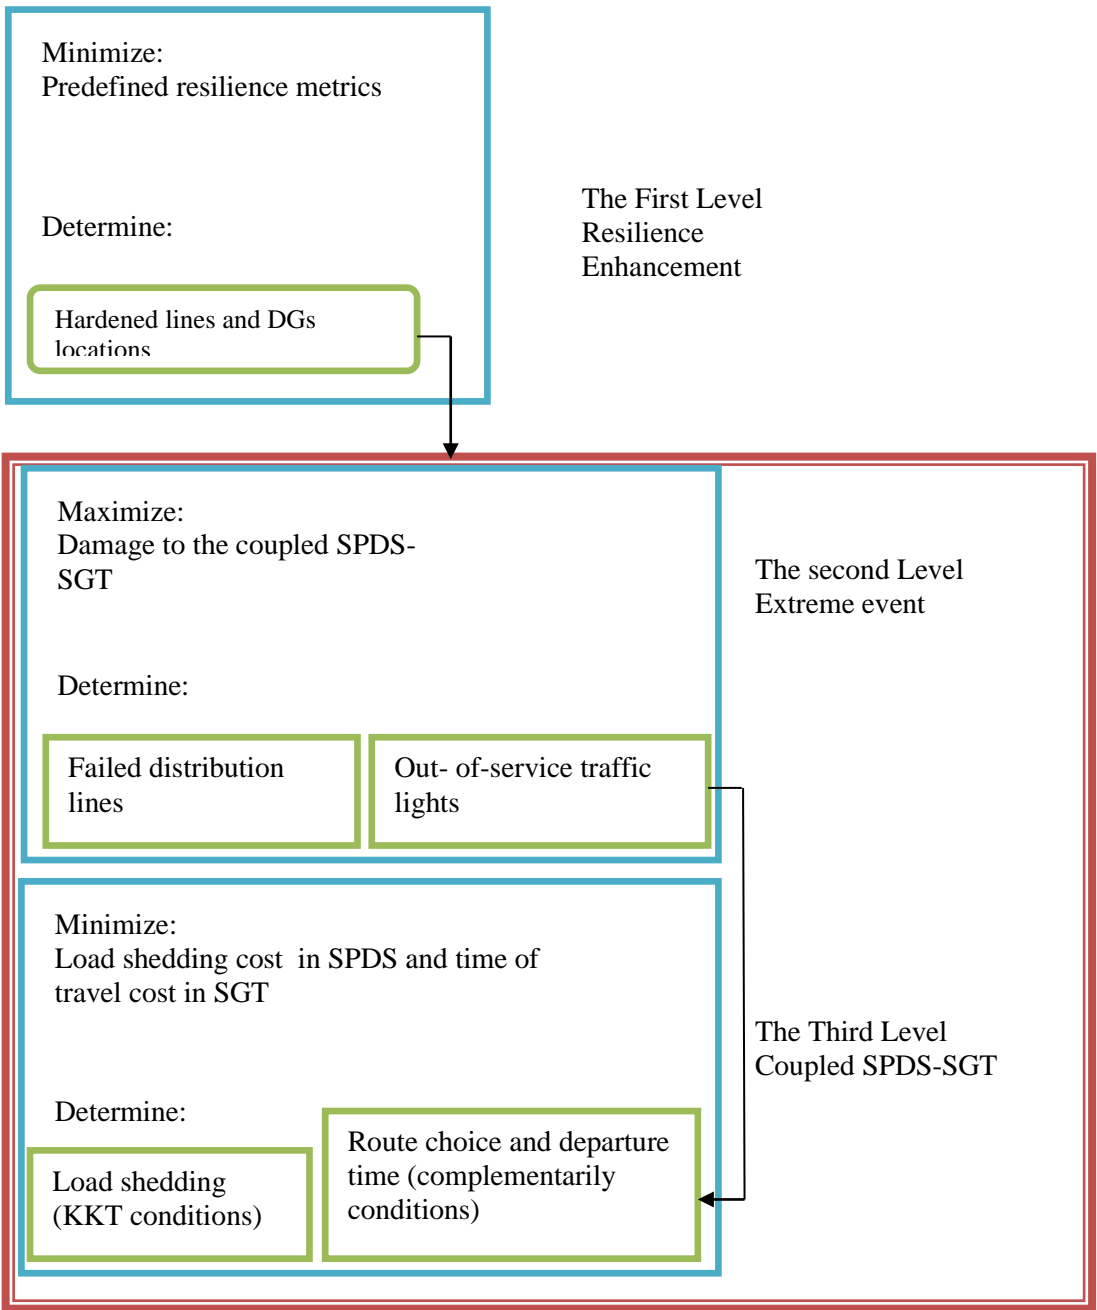 Minimize:
Predefined resilience metrics
Determine:
Hardened lines and DGs
locations
The First Level
Resilience
Enhancement
Maximize:
Damage to the coupled SPDS-
SGT
Determine:
Failed distribution
lines
Out- of-service traffic
lights
The second Level
Extreme event
Minimize:
Load shedding cost  in SPDS and time of
travel cost in SGT
Determine:
Load shedding
(KKT conditions)
Route choice and departure
time (complementarily
conditions)
The Third Level
Coupled SPDS-SGT